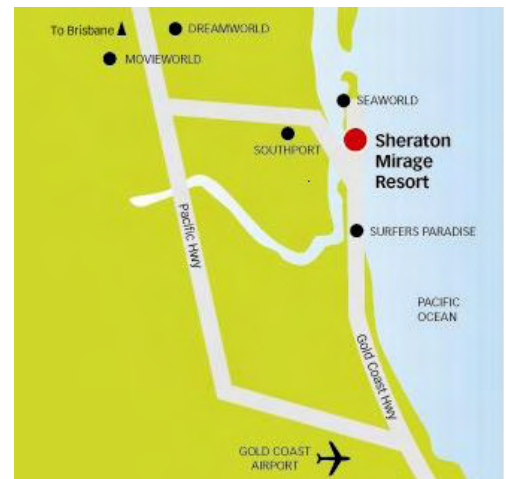 To Brisbane
DREAMWORLD
MOVIEWORLD
SEAWORLD
SOUTHPORT
Sheraton
Mirage
Resort
Pacific Hwy
SURFERS PARADISE
PACIFIC
OCEAN
Gold Coast Hwy
GOLD COAST
AIRPORT